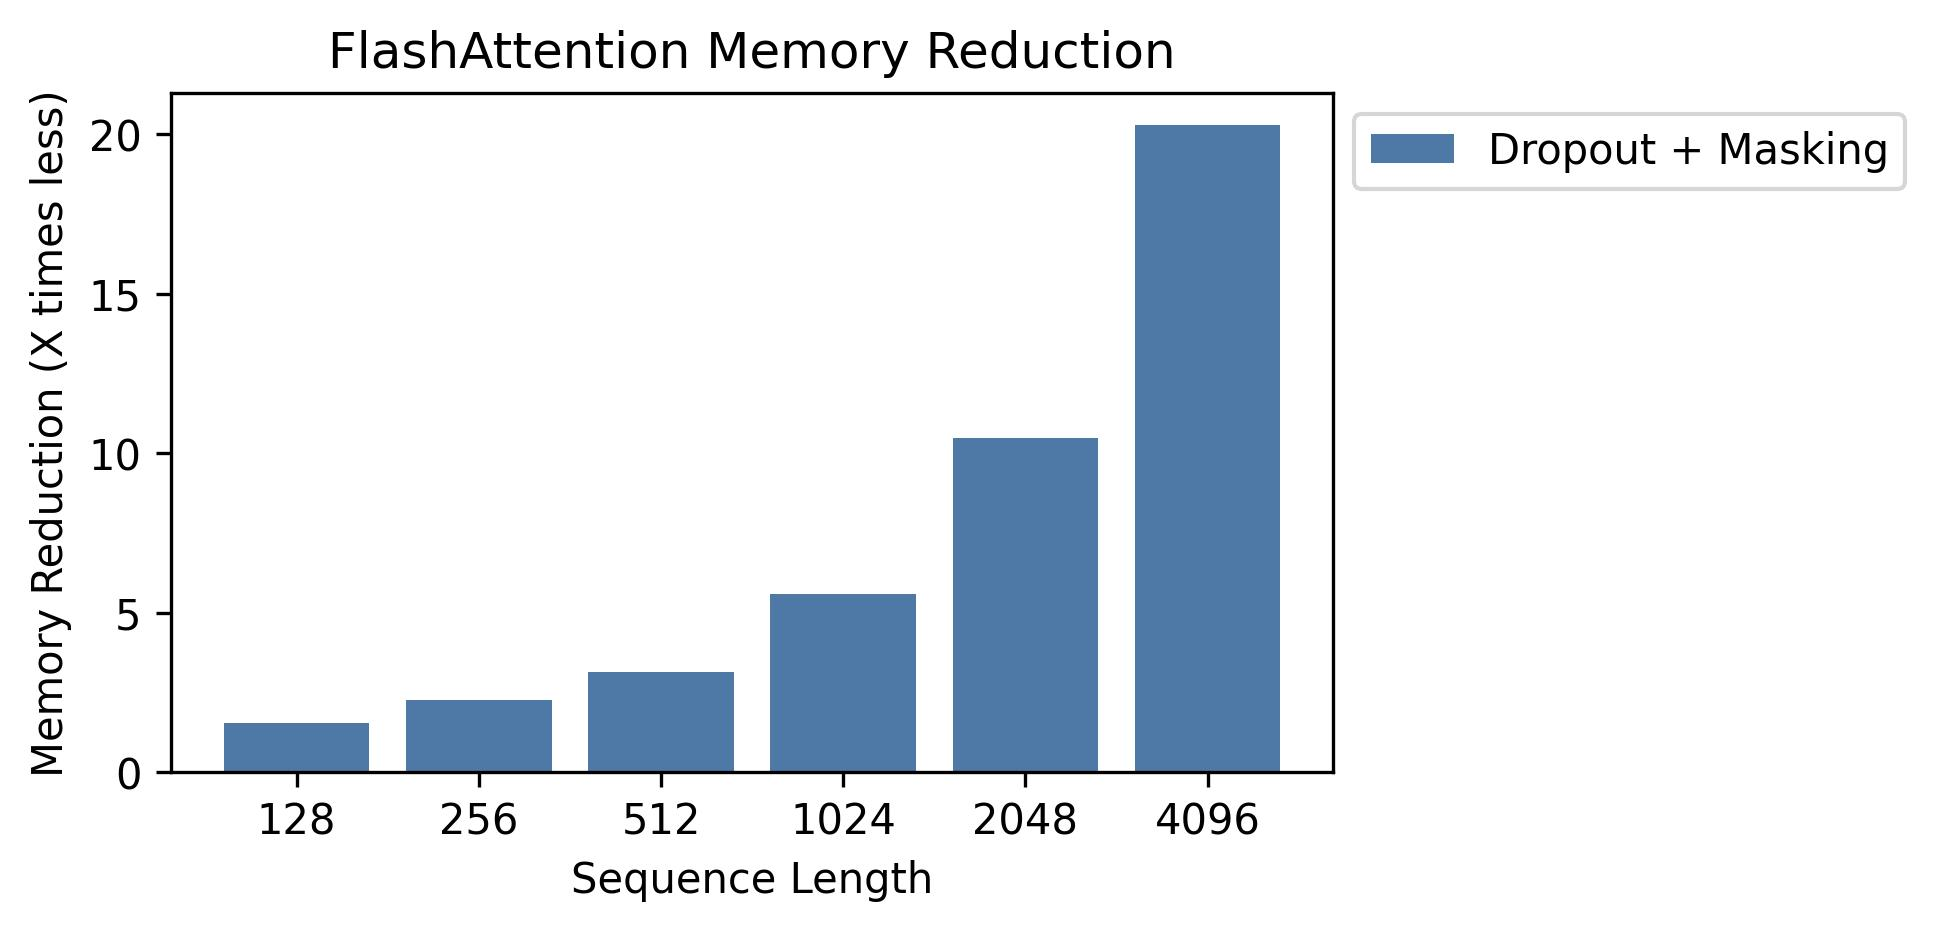 FlashAttention Memory Reduction
Memory Reduction (X times less)
20
15
10
5
0
128 256 512 1024 2048 4096
Sequence Length
Dropout + Masking